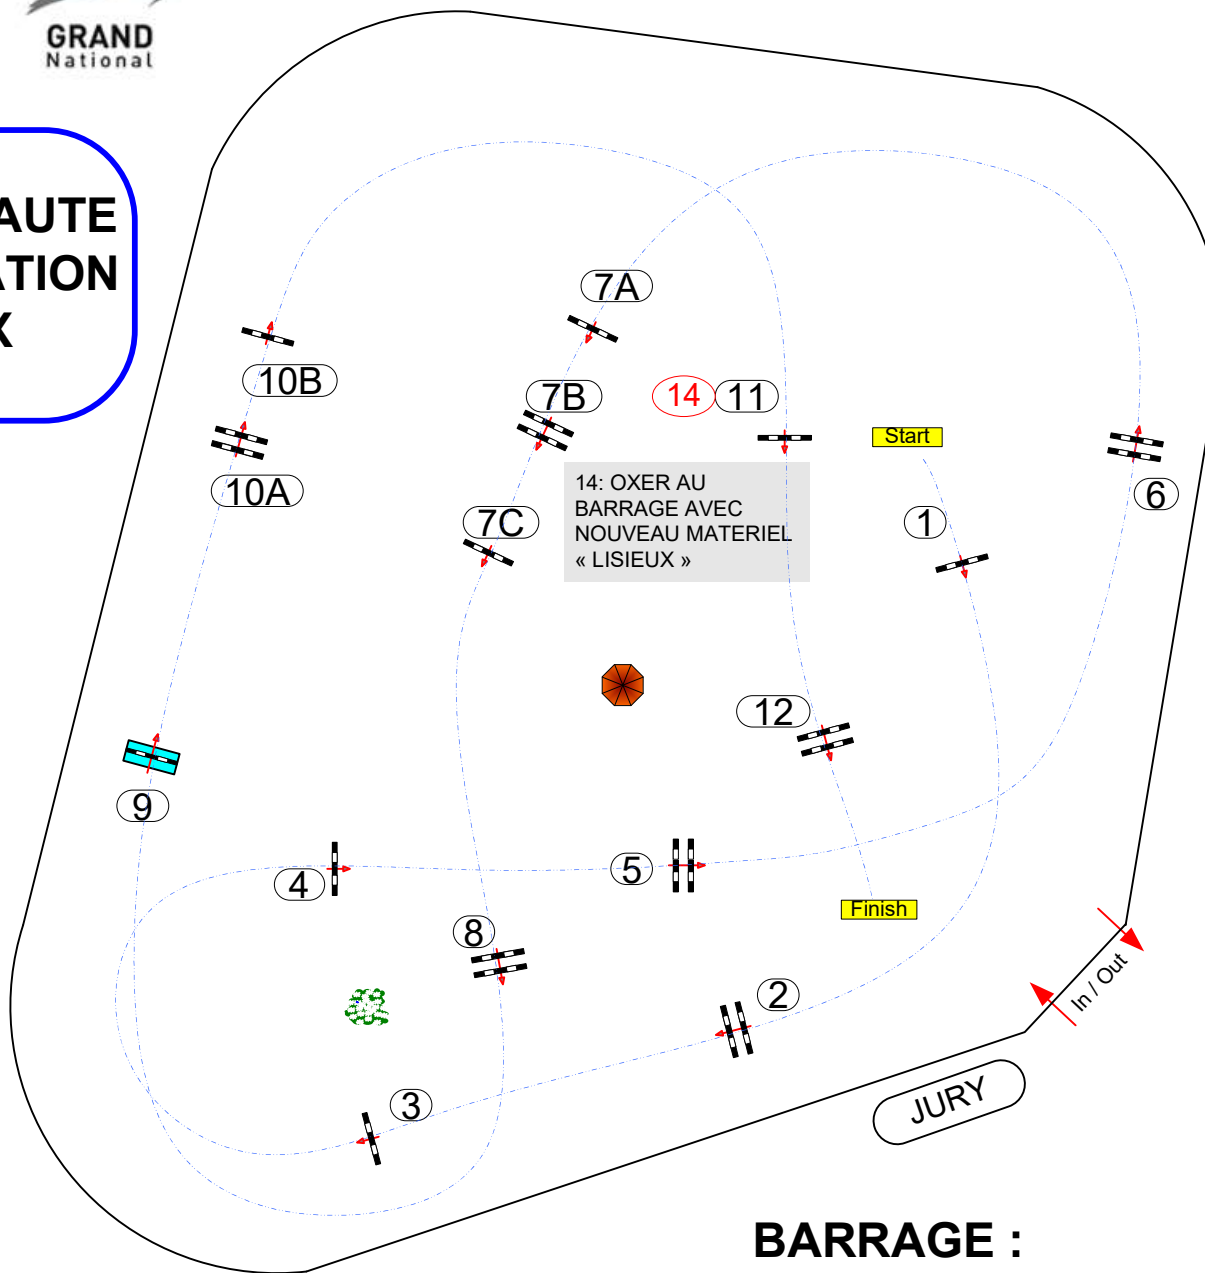 GRAND
National
AUTE
ATION
X
7A
10B
7B
14 11
Start
10A
14: OXER AU
BARRAGE AVEC
NOUVEAU MATERIEL
« LISIEUX »
7C
1
6
12
9
5
4
Finish
8
2
In / Out
3
JURY
BARRAGE :